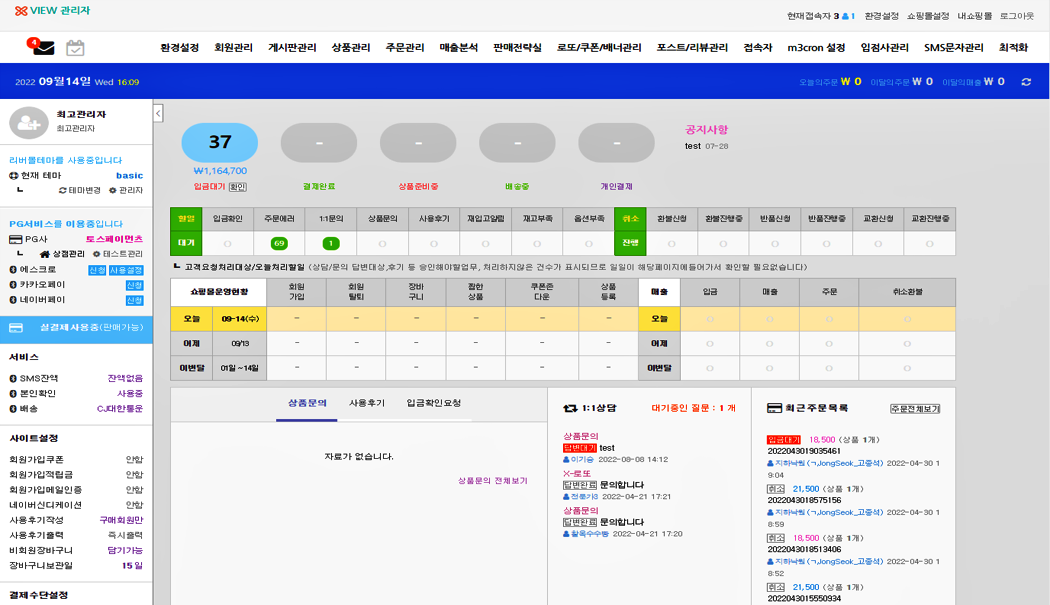 VIEW 관리자
현재접속자 3 1 환경설정 쇼핑몰설정 내쇼핑몰 로그아웃
4
환경설정 회원관리 게시판관리 상품관리 주문관리 매출분석 판매전략실 로또/쿠폰/배너관리 포스트/리뷰관리 접속자 m3cron 설정 입점사관리 SMS문자관리 최적화
2022 09월14일 Wed 16:09
오늘의주문 ₩ 0 이달의주문 ₩ 0 이달의매출 ₩ 0
최고관리자
최고관리자
리버풀테마를 사용중입니다
현재 테마 basic
테마변경 관리자
PG서비스를 이용중입니다
PG사 토스페이먼츠
상점관리 테스트관리
에스크로 신청 사용설정
카카오페이 신청
네이버페이 신청
실결제사용중(판매가능)
서비스
SMS잔액 잔액없음
본인확인 사용중
배송 CJ대한통운
사이트설정
회원가입쿠폰 안함
회원가입적립금 안함
회원가입메일인증 안함
네이버신디케이션 안함
사용후기작성 구매회원만
사용후기출력 즉시출력
비회원장바구니 담기가능
장바구니보관일 15일
결제수단설정
37 - - - -
₩1,164,700
입금대기 확인 결제완료 상품준비중 배송중 개인결제
공지사항
test 07-28
할일 입금확인 주문에러 1:1문의 상품문의 사용후기 재입고알림 재고부족 옵션부족 취소 환불신청 환불진행중 반품신청 반품진행중 교환신청 교환진행중
대기 0 69 1 0 0 0 0 0 진행 0 0 0 0 0 0
고객요청처리대상/오늘처리할일 (상담/문의 답변대상,후기 등 승인해야할업무, 처리하지않은 건수가 표시되므로 일일이 해당페이지에들어가서 확인할 필요없습니다)
쇼핑몰운영현황 회원가입 회원탈퇴 장바구니 찜한상품 쿠폰존다운 상품등록 매출 입금 매출 주문 취소환불
오늘 09-14(수) - - - - - - 오늘 0 0 0 0
어제 09/13 - - - - - - 어제 0 0 0 0
이번달 01일 ~14일 - - - - - - 이번달 0 0 0 0
상품문의 사용후기 입금확인요청
자료가 없습니다.
상품문의 전체보기
1:1상담 대기중인 질문 : 1 개
상품문의
답변대기 test
2022-08-08 14:12
X-로또
답변완료 문의합니다
2022-04-21 17:21
상품문의
답변완료 문의합니다
2022-04-21 17:20
최근주문목록 주문전체보기
입금대기 18,500 (상품 1개)
2022043019035461
지하낙원 (ㄱJongSeok_고종석) 2022-04-30 1
9:04
취소 21,500 (상품 1개)
2022043018575156
지하낙원 (ㄱJongSeok_고종석) 2022-04-30 1
8:59
취소 18,500 (상품 1개)
2022043018513406
지하낙원 (ㄱJongSeok_고종석) 2022-04-30 1
8:52
취소 21,500 (상품 1개)
2022043015550934